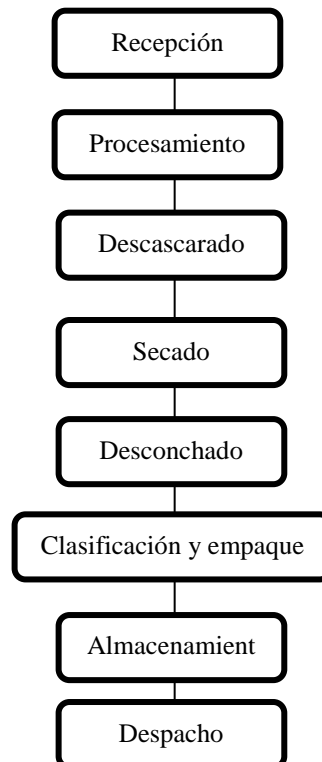 Recepción
Procesamiento
Descascarado
Secado
Desconchado
Clasificación y empaque
Almacenamient
Despacho